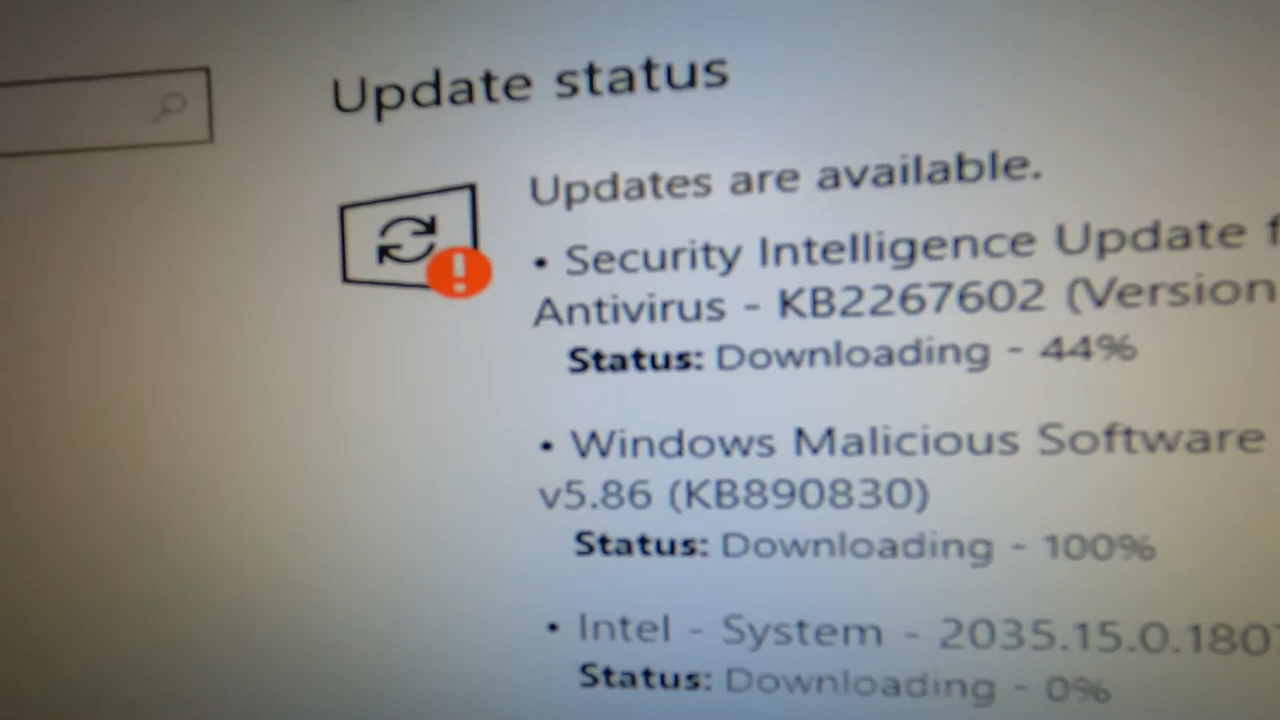 Update status
Updates are available.
• Security Intelligence Update
Antivirus - KB2267602 (Version
Status: Downloading - 44%
• Windows Malicious Software
v5.86 (KB890830)
Status: Downloading - 100%
• Intel - System - 2035.15.0.180
Status: Downloading - 0%